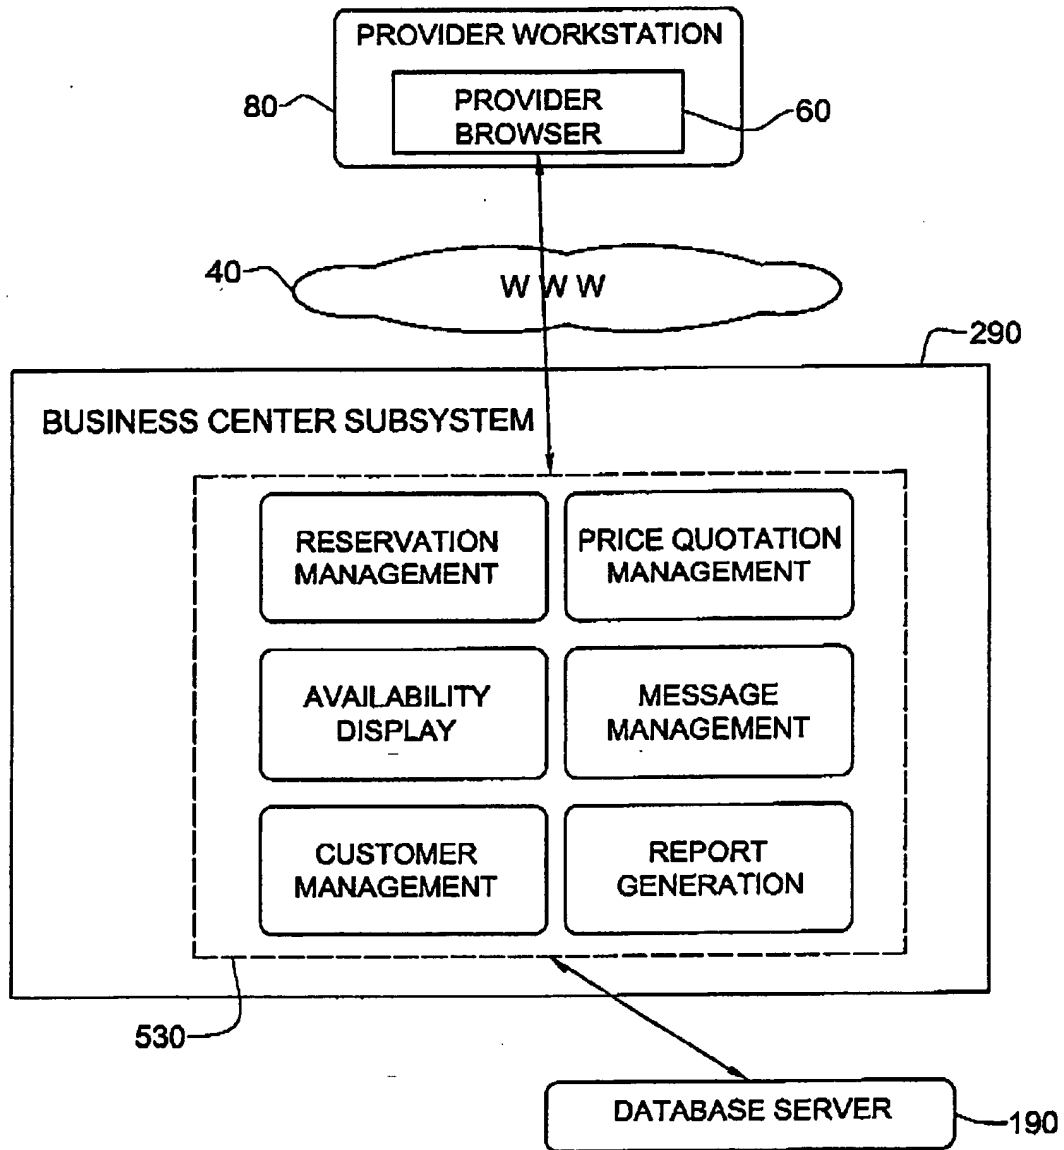 PROVIDER WORKSTATION
80
PROVIDER
BROWSER
60
40
W W W
290
BUSINESS CENTER SUBSYSTEM
RESERVATION
MANAGEMENT
PRICE QUOTATION
MANAGEMENT
AVAILABILITY
DISPLAY
MESSAGE
MANAGEMENT
CUSTOMER
MANAGEMENT
REPORT
GENERATION
530
DATABASE SERVER
190